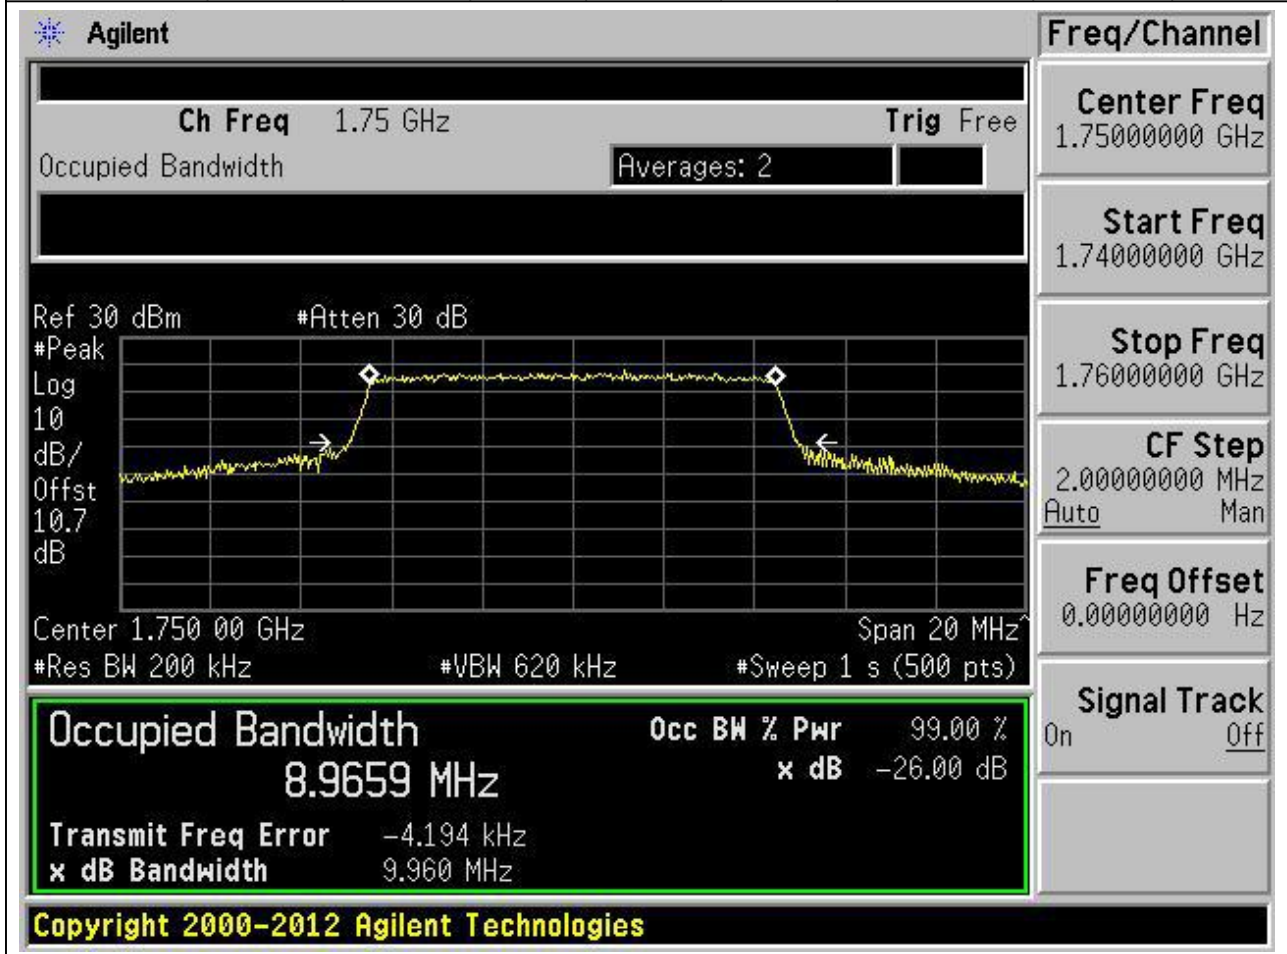 Agilent
Freq/Channel
Ch Freq 1.75 GHz Trig Free
Occupied Bandwidth Averages: 2
Center Freq
1.75000000 GHz
Start Freq
1.74000000 GHz
Stop Freq
1.76000000 GHz
CF Step
2.00000000 MHz
Auto Man
Freq Offset
0.00000000 Hz
Signal Track
On Off
Ref 30 dBm #Atten 30 dB
#Peak
Log
10
dB/
Offst
10.7
dB
Center 1.750 00 GHz Span 20 MHz^
#Res BW 200 kHz #VBW 620 kHz #Sweep 1 s (500 pts)
Occupied Bandwidth Occ BW % Pwr 99.00 %
8.9659 MHz x dB -26.00 dB
Transmit Freq Error -4.194 kHz
x dB Bandwidth 9.960 MHz
Copyright 2000-2012 Agilent Technologies